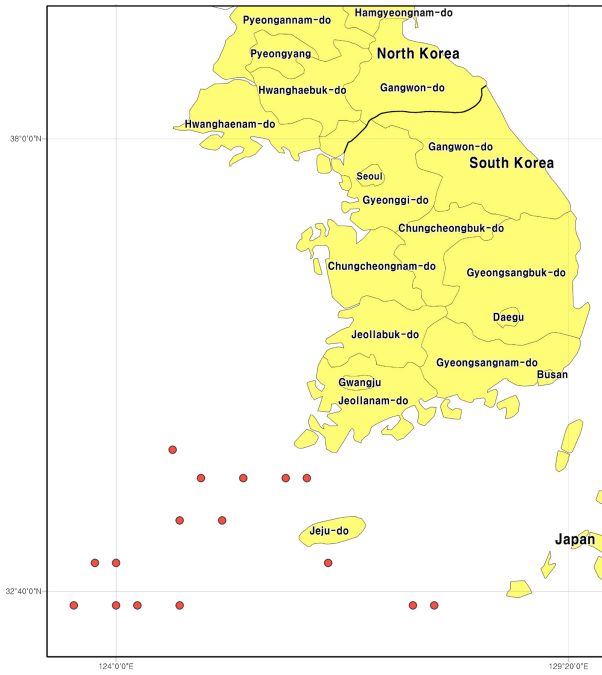 Hamgyeongnam-do
Pyeongannam-do
Pyeongyang
North Korea
Hwanghaebuk-do
Gangwon-do
Hwanghaenam-do
38°0'0"N
Gangwon-do
South Korea
Seoul
Gyeonggi-do
Chungcheongbuk-do
Chungcheongnam-do
Gyeongsangbuk-do
Daegu
Jeollabuk-do
Gyeongsangnam-do
Busan
Gwangju
Jeollanam-do
Jeju-do
Japan
32°40'0"N
124°0'0"E
129°20'0"E